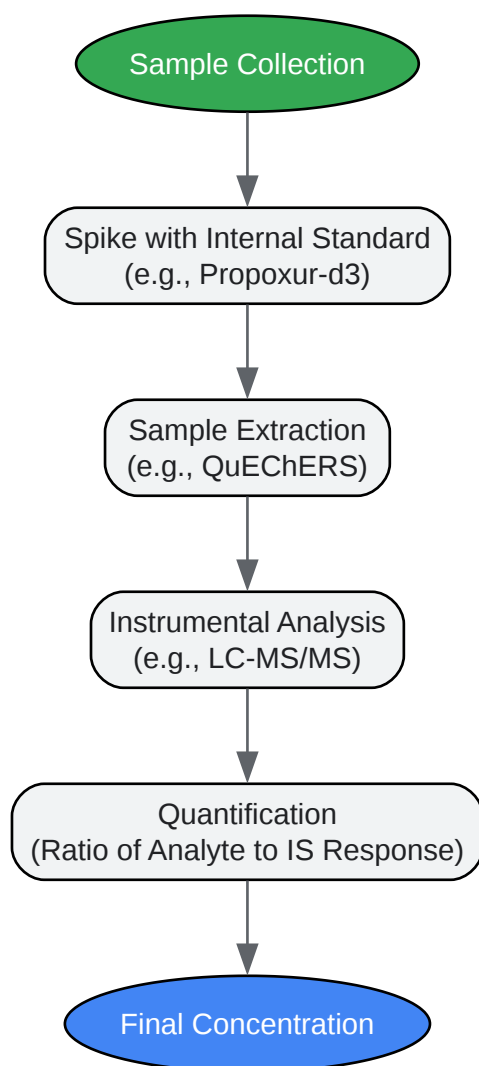 Sample Collection
Spike with Internal Standard
(e.g., Propoxur-d3)
Sample Extraction
(e.g., QuEChERS)
Instrumental Analysis
(e.g., LC-MS/MS)
Quantification
(Ratio of Analyte to IS Response)
Final Concentration